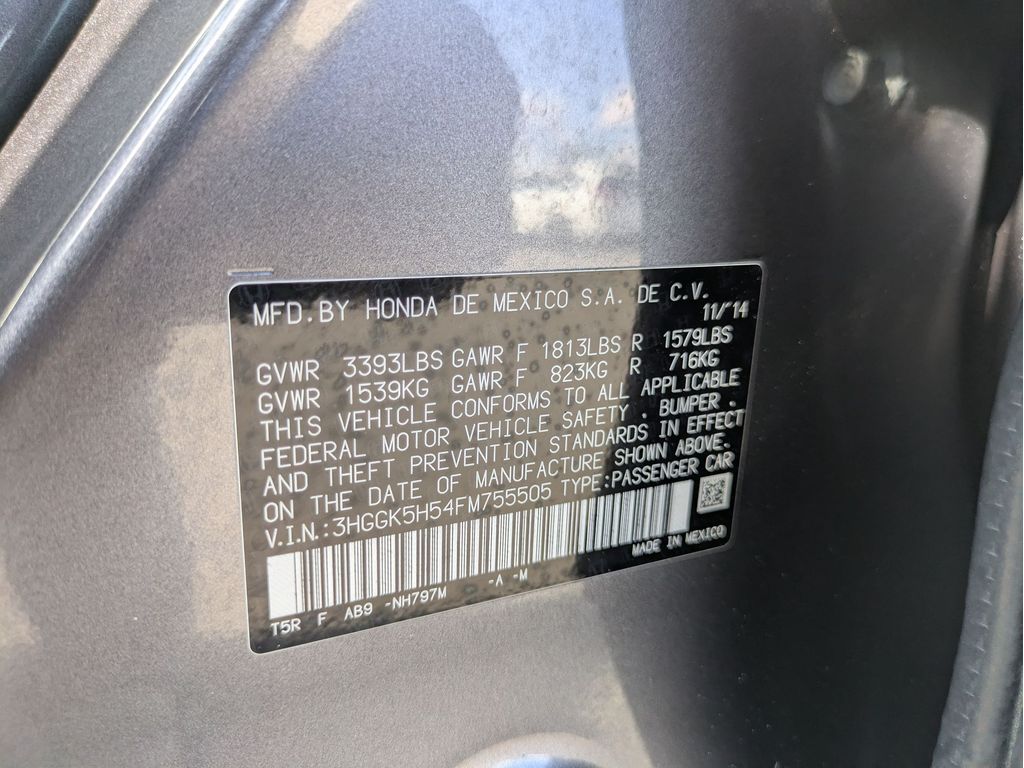 MFD. BY HONDA DE MEXICO S.A. DE C.V.
11/'14
GVWR 3393LBS GAWR F 1813LBS R 1579LBS
GVWR 1539KG GAWR F 823KG R 716KG
THIS VEHICLE CONFORMS TO ALL APPLICABLE
FEDERAL MOTOR VEHICLE SAFETY . BUMPER .
AND THEFT PREVENTION STANDARDS IN EFFECT
ON THE DATE OF MANUFACTURE SHOWN ABOVE.
V.I.N.:3HGGK5H54FM755505 TYPE:PASSENGER CAR
MADE IN MEXICO
T5R F AB9 -NH797M -A -M